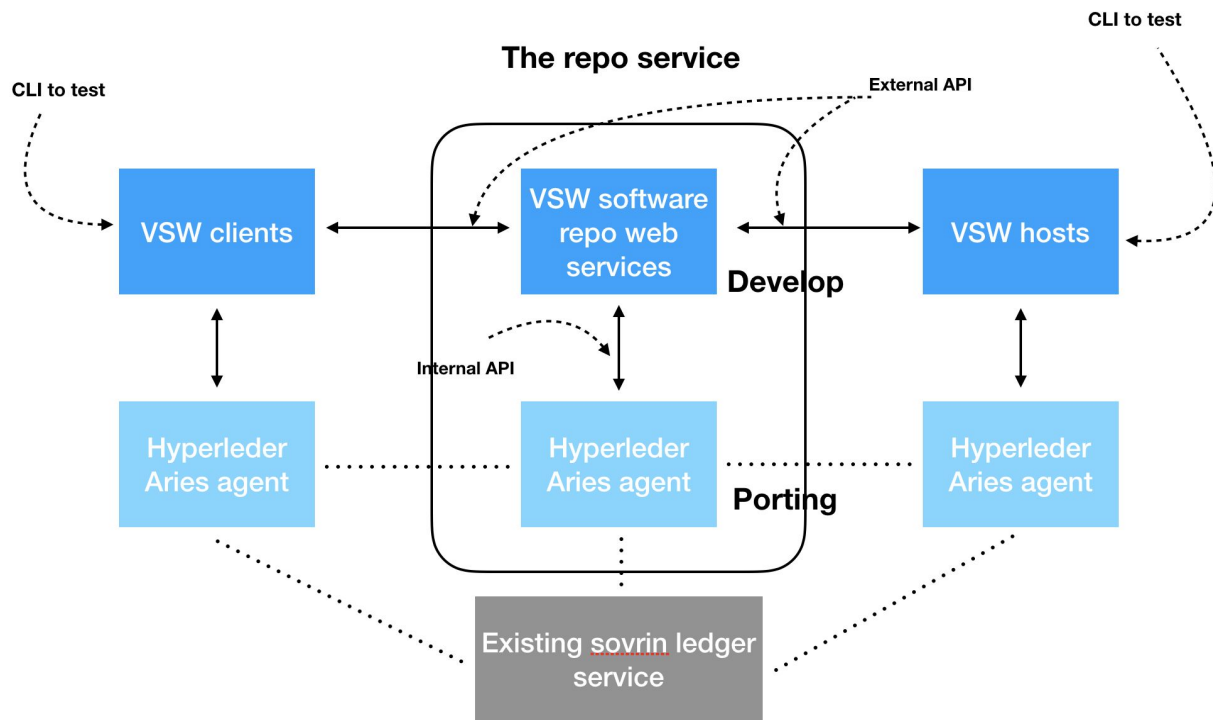 CLI to test
The repo service
CLI to test
External API
VSW clients
VSW software
repo web
services
VSW hosts
Develop
Internal API
Hyperleder
Aries agent
Hyperleder
Aries agent
Hyperleder
Aries agent
Porting
Existing sovrin ledger
service